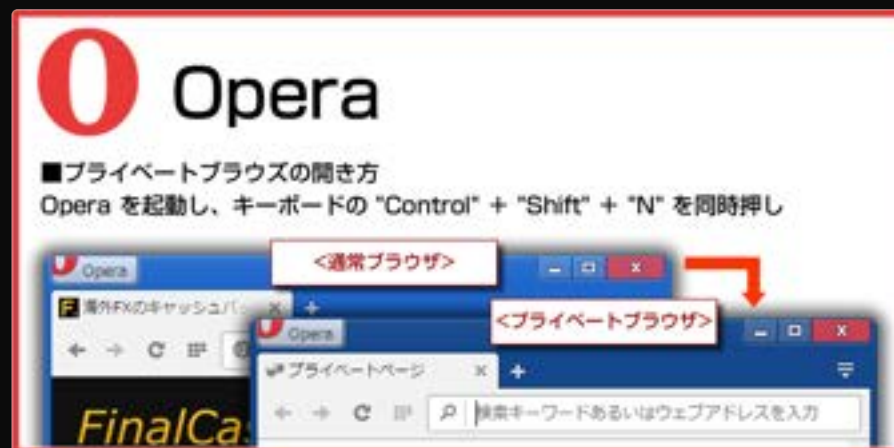 Opera
■プライベートブラウズの開き方
Opera を起動し、キーボードの "Control" + "Shift" + "N" を同時押し
<通常ブラウザ>
Opera
海外FXのキャッシュバ
<プライベートブラウザ>
Opera
プライベートページ
検索キーワードあるいはウェブアドレスを入力
FinalCas